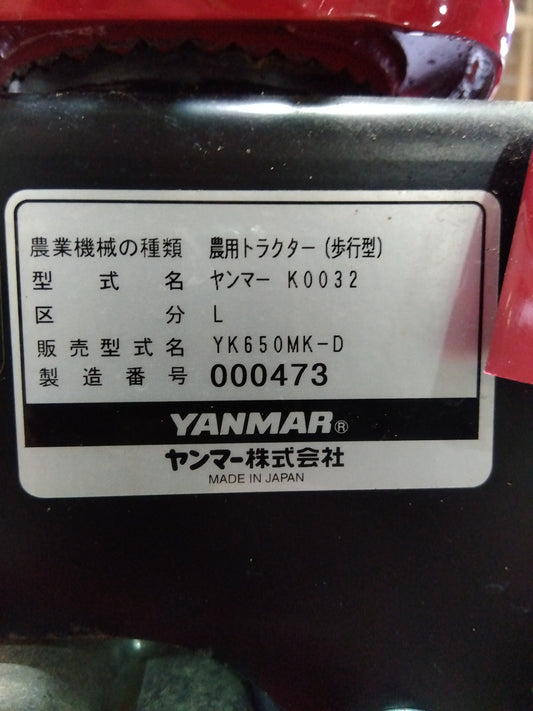 農業機械の種類 農用トラクター(歩行型)
型式名 ヤンマー K0032
区分 L
販売型式名 YK650MK-D
製造番号 000473
YANMAR®
ヤンマー株式会社
MADE IN JAPAN